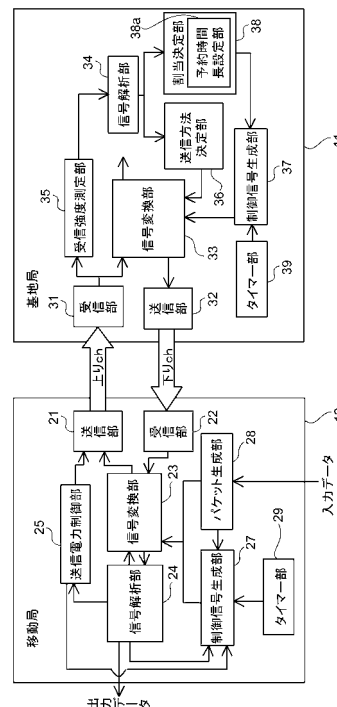 移動局
送信電力制御部
25
送信部
21
信号解析部
24
信号変換部
23
受信部
22
制御信号生成部
27
パケット生成部
28
タイマー部
29
出力データ
入力データ
上りch
下りch
基地局
受信部
31
受信強度測定部
35
信号解析部
34
割当決定部
38
予約時間長設定部
38a
信号変換部
33
送信方法決定部
36
送信部
32
制御信号生成部
37
タイマー部
39
11